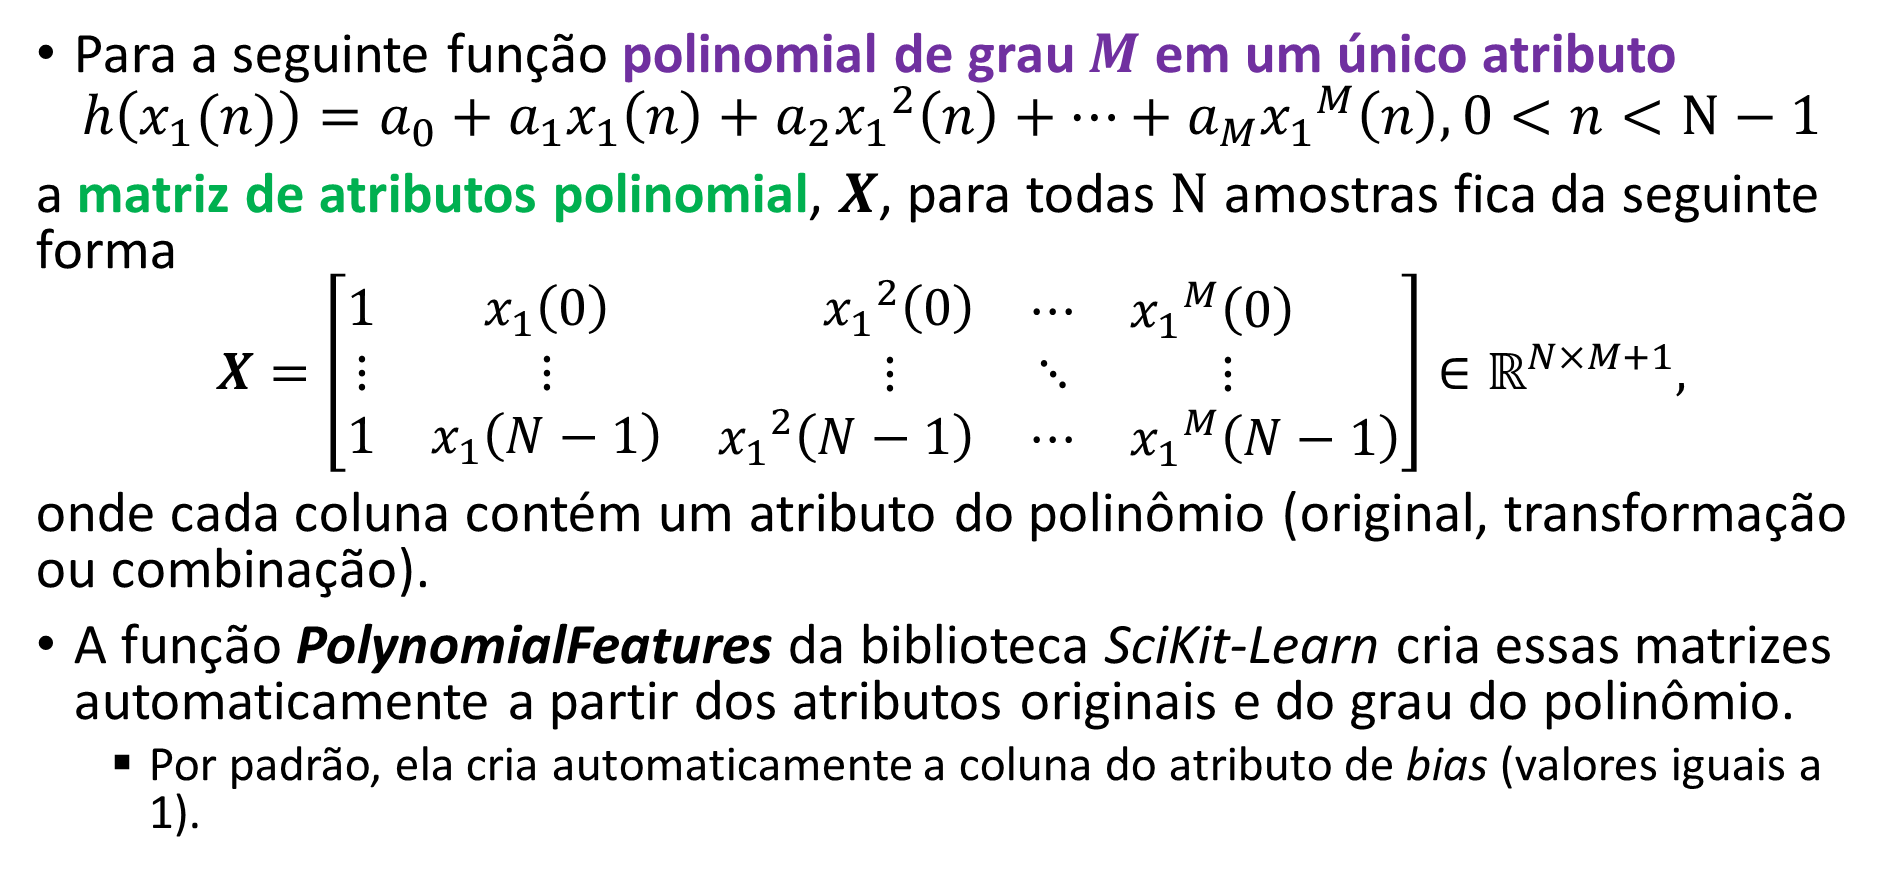 • Para a seguinte função polinomial de grau M em um único atributo
h(x₁(n)) = a₀ + a₁x₁(n) + a₂x₁²(n) + ⋯ + a_M x₁ᴹ(n), 0 < n < N − 1
a matriz de atributos polinomial, X, para todas N amostras fica da seguinte
forma
X = [1 x₁(0) x₁²(0) ⋯ x₁ᴹ(0)
⋮ ⋮ ⋮ ⋱ ⋮
1 x₁(N − 1) x₁²(N − 1) ⋯ x₁ᴹ(N − 1)] ∈ ℝ^{N×M+1},
onde cada coluna contém um atributo do polinômio (original, transformação
ou combinação).
• A função PolynomialFeatures da biblioteca SciKit-Learn cria essas matrizes
automaticamente a partir dos atributos originais e do grau do polinômio.
▪ Por padrão, ela cria automaticamente a coluna do atributo de bias (valores iguais a
1).